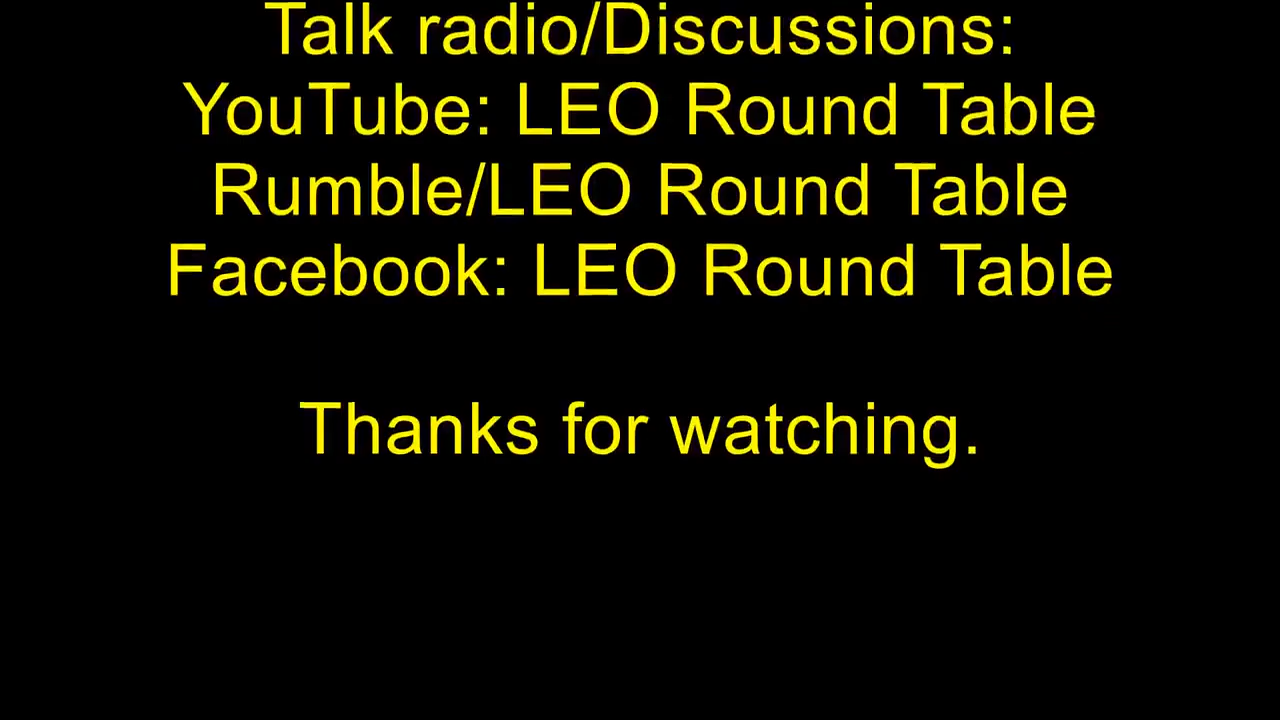 Talk radio/Discussions:
YouTube: LEO Round Table
Rumble/LEO Round Table
Facebook: LEO Round Table
Thanks for watching.